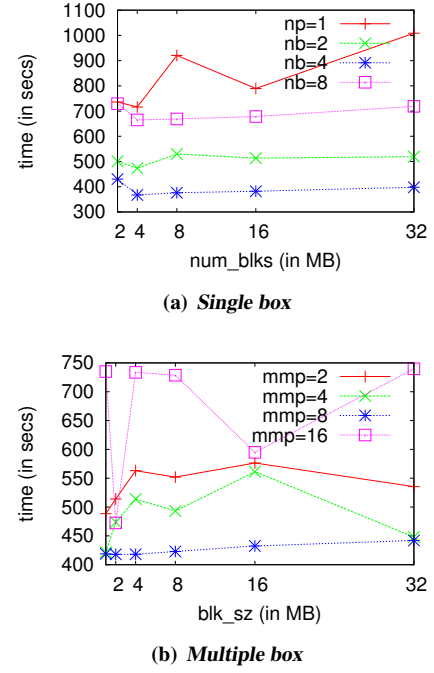 1100
1000
900
800
700
600
500
400
300
time (in secs)
np=1
nb=2
nb=4
nb=8
2 4 8 16 32
num_blks (in MB)
(a) Single box
750
700
650
600
550
500
450
400
time (in secs)
mmp=2
mmp=4
mmp=8
mmp=16
2 4 8 16 32
blk_sz (in MB)
(b) Multiple box